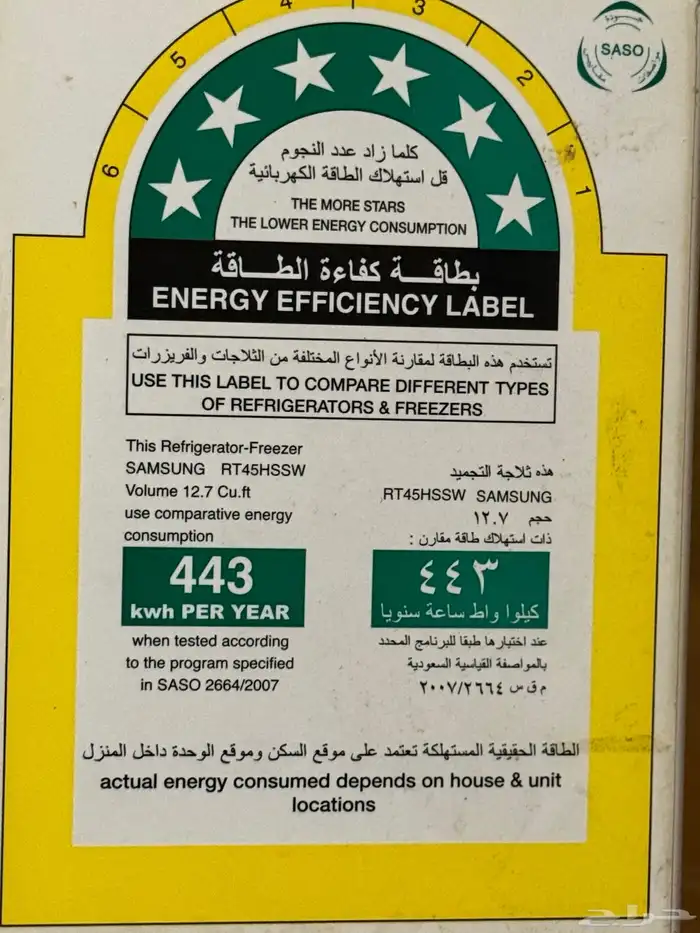 جودة
SASO
مواصفات
مقاييس
6
5
4
3
2
1
كلما زاد عدد النجوم
قل استهلاك الطاقة الكهربائية
THE MORE STARS
THE LOWER ENERGY CONSUMPTION
بطاقة كفاءة الطاقة
ENERGY EFFICIENCY LABEL
تستخدم هذه البطاقة لمقارنة الأنواع المختلفة من الثلاجات والفريزرات
USE THIS LABEL TO COMPARE DIFFERENT TYPES
OF REFRIGERATORS & FREEZERS
This Refrigerator-Freezer
SAMSUNG RT45HSSW
Volume 12.7 Cu.ft
use comparative energy
consumption
443
kwh PER YEAR
when tested according
to the program specified
in SASO 2664/2007
هذه ثلاجة التجميد
RT45HSSW SAMSUNG
حجم ١٢.٧
ذات استهلاك طاقة مقارن :
٤٤٣
كيلوا واط ساعة سنويا
عند اختبارها طبقا للبرنامج المحدد
بالمواصفة القياسية السعودية
م ق س ٢٠٠٧/٢٦٦٤
الطاقة الحقيقية المستهلكة تعتمد على موقع السكن وموقع الوحدة داخل المنزل
actual energy consumed depends on house & unit
locations
حراج